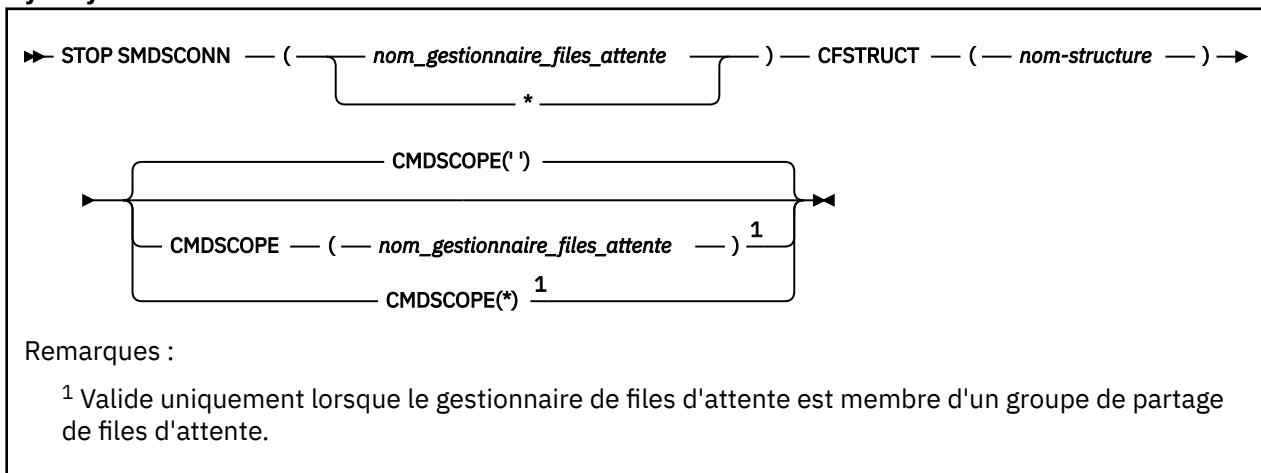 STOP SMDSCONN ( nom_gestionnaire_files_attente ) CFSTRUCT ( nom-structure )
*
CMDSCOPE(' ')
CMDSCOPE ( nom_gestionnaire_files_attente ) 1
CMDSCOPE(*) 1
Remarques :
1 Valide uniquement lorsque le gestionnaire de files d'attente est membre d'un groupe de partage
de files d'attente.